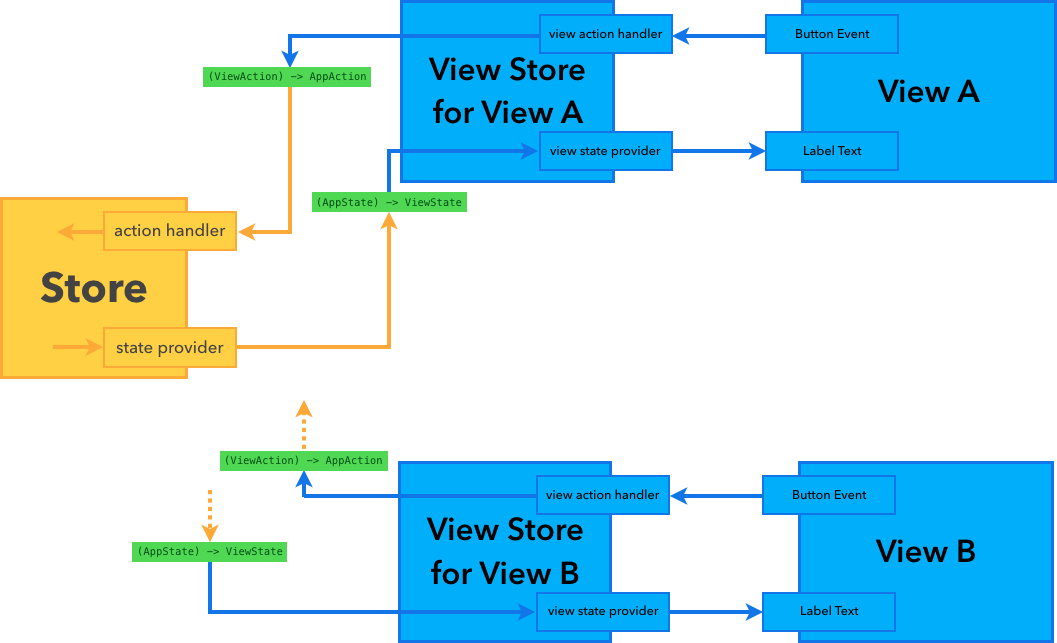 view action handler
Button Event
View Store
for View A
View A
(ViewAction) -> AppAction
view state provider
Label Text
(AppState) -> ViewState
action handler
Store
state provider
(ViewAction) -> AppAction
view action handler
Button Event
View Store
for View B
View B
(AppState) -> ViewState
view state provider
Label Text